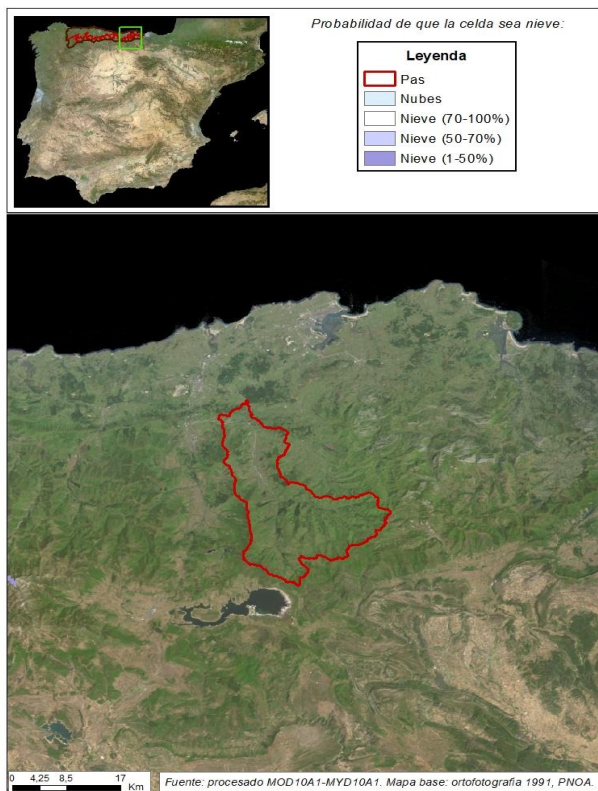 Probabilidad de que la celda sea nieve:
Leyenda
Pas
Nubes
Nieve (70-100%)
Nieve (50-70%)
Nieve (1-50%)
0 4,25 8,5 17
Km
Fuente: procesado MOD10A1-MYD10A1. Mapa base: ortofotografia 1991, PNOA.